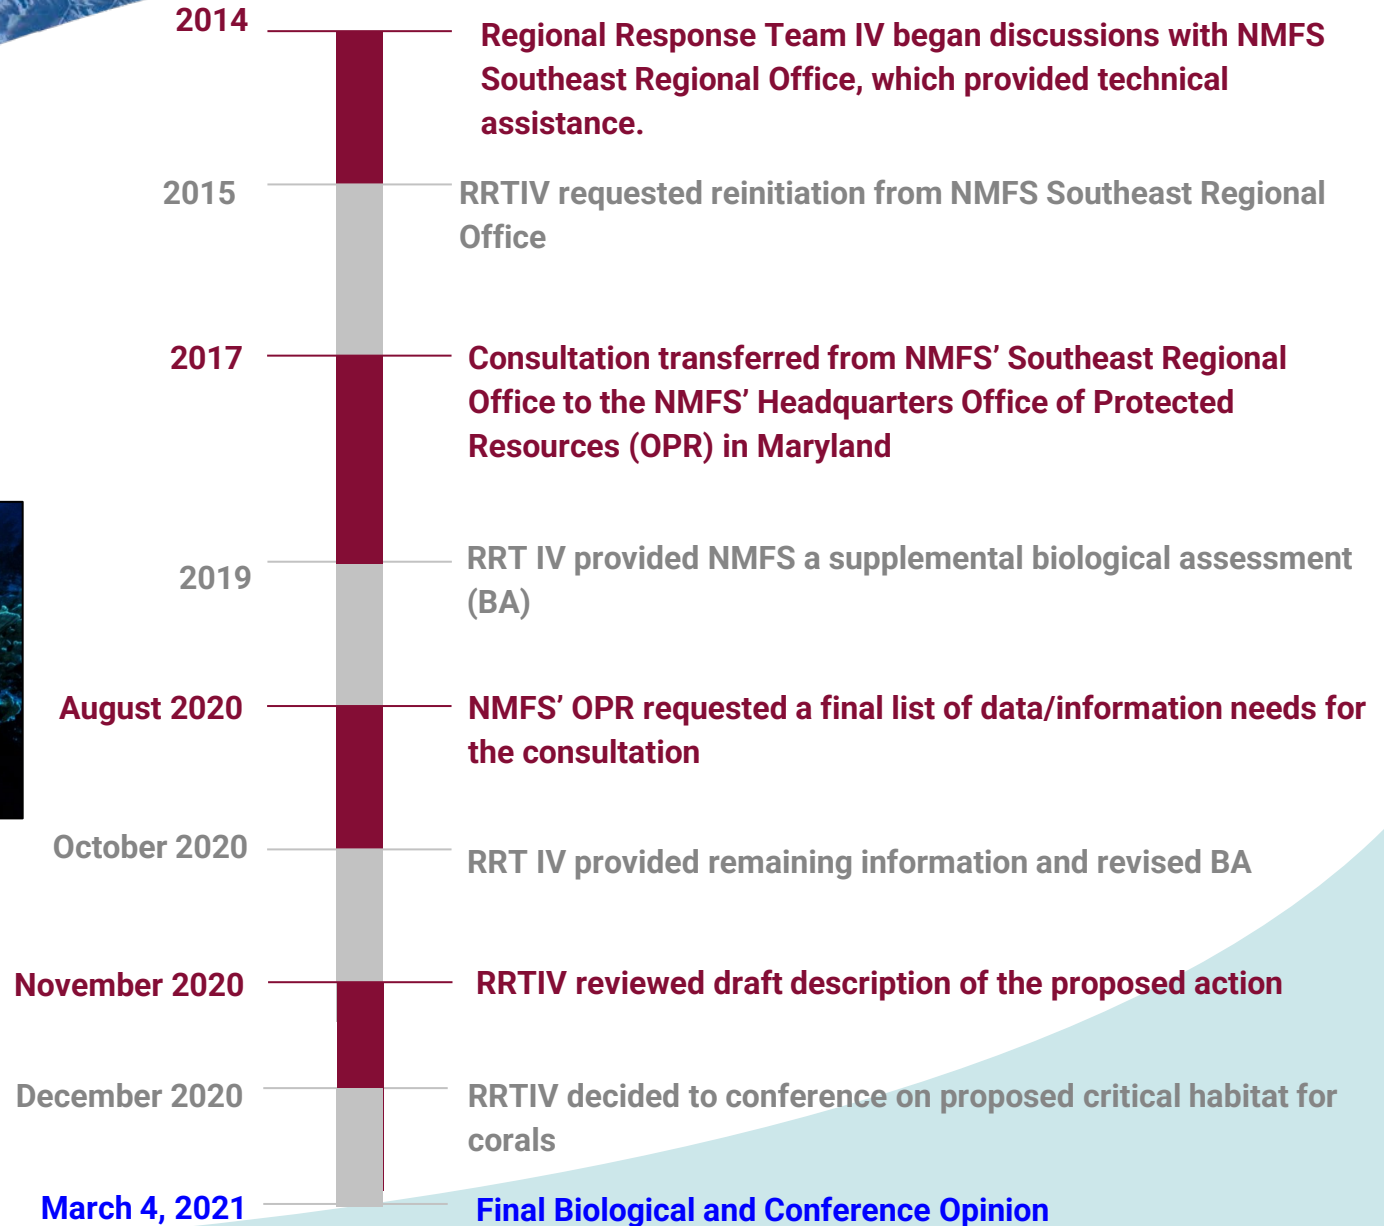 2014
Regional Response Team IV began discussions with NMFS
Southeast Regional Office, which provided technical
assistance.
2015
RRTIV requested reinitiation from NMFS Southeast Regional
Office
2017
Consultation transferred from NMFS’ Southeast Regional
Office to the NMFS’ Headquarters Office of Protected
Resources (OPR) in Maryland
2019
RRT IV provided NMFS a supplemental biological assessment
(BA)
August 2020
NMFS’ OPR requested a final list of data/information needs for
the consultation
October 2020
RRT IV provided remaining information and revised BA
November 2020
RRTIV reviewed draft description of the proposed action
December 2020
RRTIV decided to conference on proposed critical habitat for
corals
March 4, 2021
Final Biological and Conference Opinion